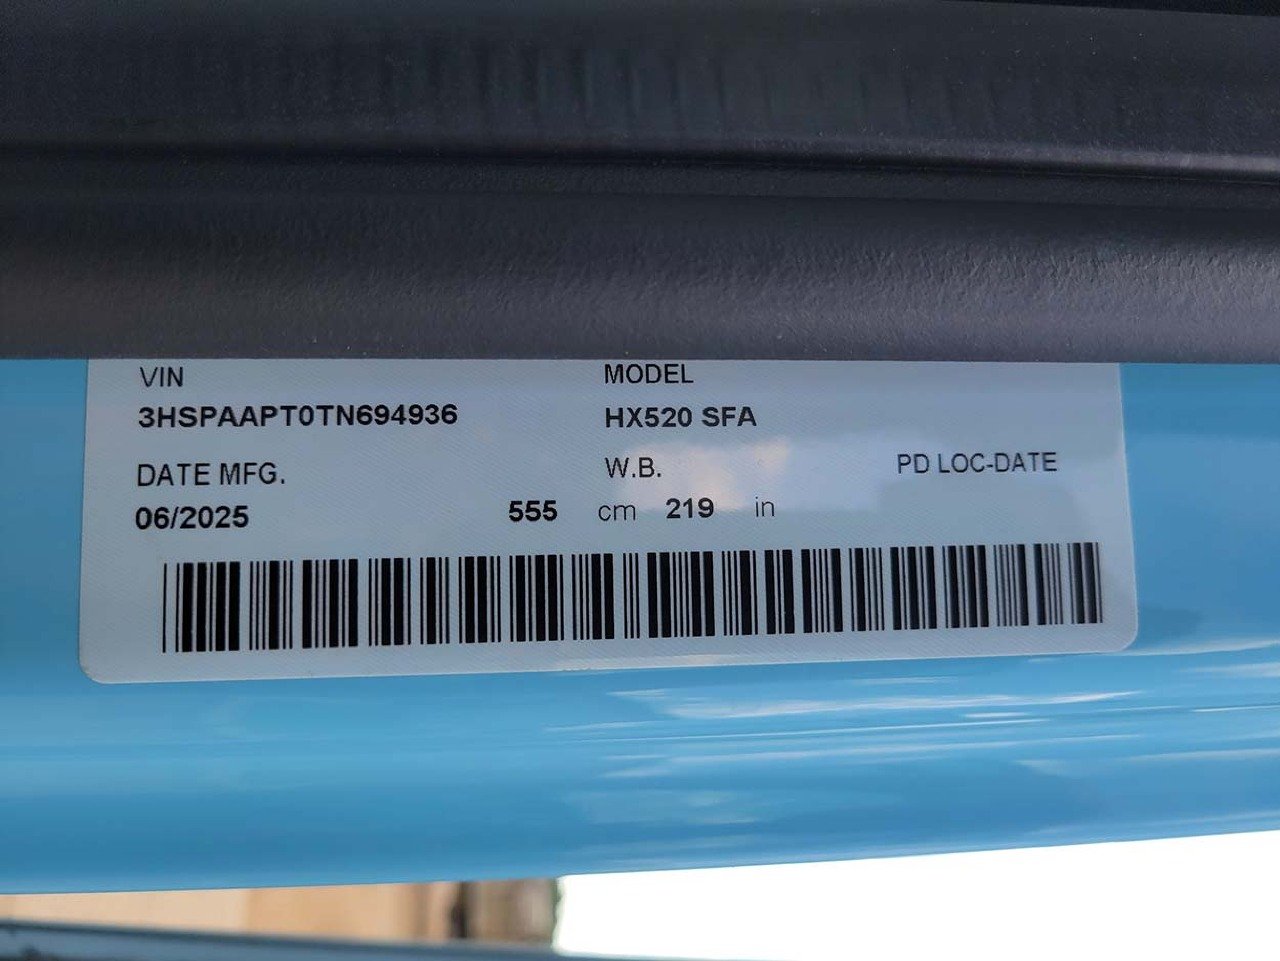 VIN MODEL
3HSPAAPT0TN694936 HX520 SFA
DATE MFG. W.B. PD LOC-DATE
06/2025 555 cm 219 in